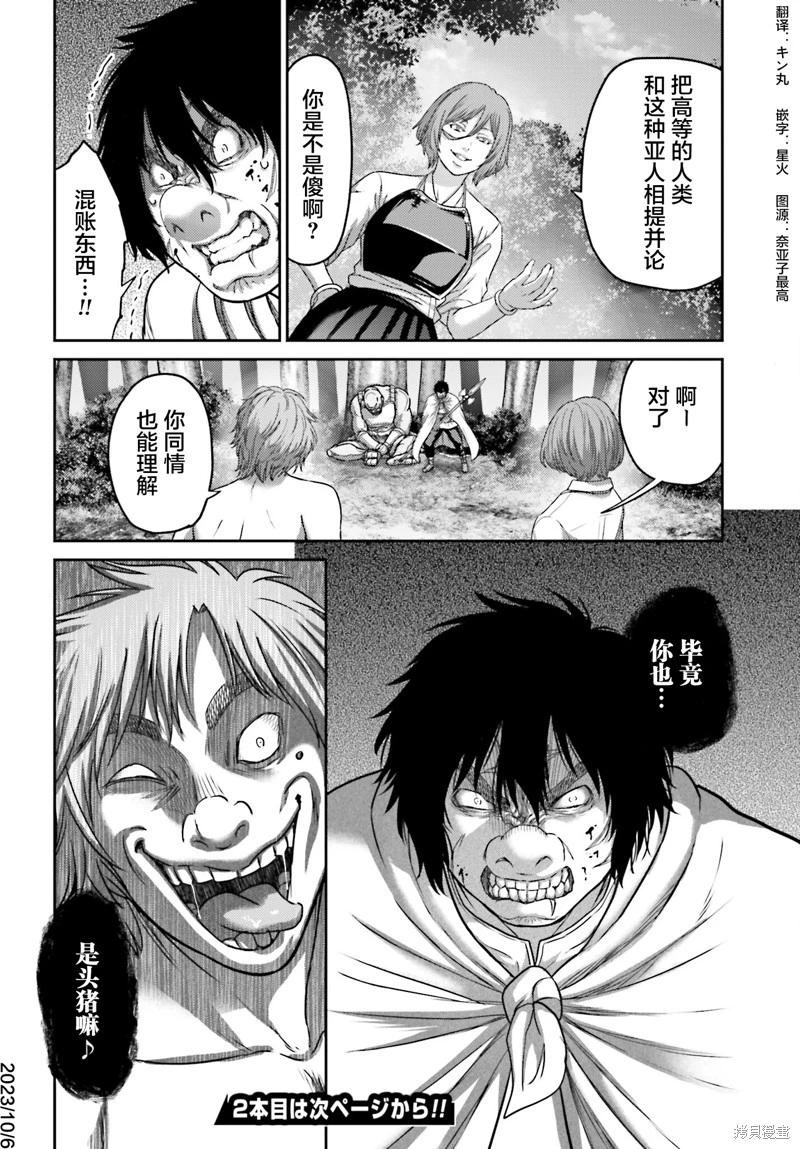 翻译：キン丸　嵌字：星火　图源：奈亚子最高
把高等的人类
和这种亚人相提并论
你是不是傻啊？
混账东西…!!
啊ー
对了
你同情
也能理解
毕竟
你也…
是头猪嘛♪
2本目は次ページから!!
2023/10/6
拷貝漫畫